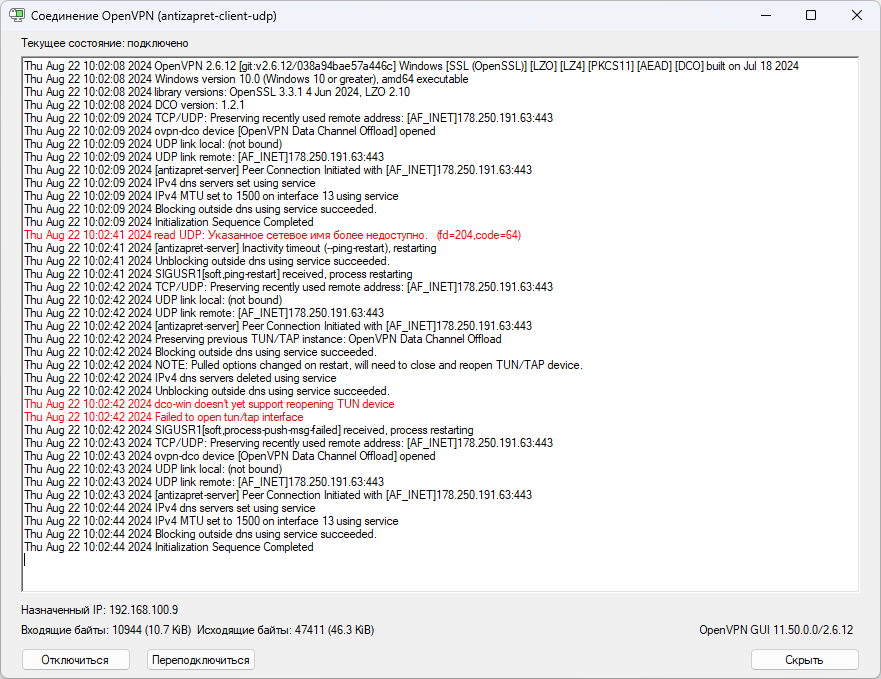 Соединение OpenVPN (antizapret-client-udp)
Текущее состояние: подключено
Thu Aug 22 10:02:08 2024 OpenVPN 2.6.12 [git:v2.6.12/038a94bae57a446c] Windows [SSL (OpenSSL)] [LZO] [LZ4] [PKCS11] [AEAD] [DCO] built on Jul 18 2024
Thu Aug 22 10:02:08 2024 Windows version 10.0 (Windows 10 or greater), amd64 executable
Thu Aug 22 10:02:08 2024 library versions: OpenSSL 3.3.1 4 Jun 2024, LZO 2.10
Thu Aug 22 10:02:08 2024 DCO version: 1.2.1
Thu Aug 22 10:02:09 2024 TCP/UDP: Preserving recently used remote address: [AF_INET]178.250.191.63:443
Thu Aug 22 10:02:09 2024 ovpn-dco device [OpenVPN Data Channel Offload] opened
Thu Aug 22 10:02:09 2024 UDP link local: (not bound)
Thu Aug 22 10:02:09 2024 UDP link remote: [AF_INET]178.250.191.63:443
Thu Aug 22 10:02:09 2024 [antizapret-server] Peer Connection Initiated with [AF_INET]178.250.191.63:443
Thu Aug 22 10:02:09 2024 IPv4 dns servers set using service
Thu Aug 22 10:02:09 2024 IPv4 MTU set to 1500 on interface 13 using service
Thu Aug 22 10:02:09 2024 Blocking outside dns using service succeeded.
Thu Aug 22 10:02:09 2024 Initialization Sequence Completed
Thu Aug 22 10:02:41 2024 read UDP: Указанное сетевое имя более недоступно.   (fd=204,code=64)
Thu Aug 22 10:02:41 2024 [antizapret-server] Inactivity timeout (--ping-restart), restarting
Thu Aug 22 10:02:41 2024 Unblocking outside dns using service succeeded.
Thu Aug 22 10:02:41 2024 SIGUSR1[soft,ping-restart] received, process restarting
Thu Aug 22 10:02:42 2024 TCP/UDP: Preserving recently used remote address: [AF_INET]178.250.191.63:443
Thu Aug 22 10:02:42 2024 UDP link local: (not bound)
Thu Aug 22 10:02:42 2024 UDP link remote: [AF_INET]178.250.191.63:443
Thu Aug 22 10:02:42 2024 [antizapret-server] Peer Connection Initiated with [AF_INET]178.250.191.63:443
Thu Aug 22 10:02:42 2024 Preserving previous TUN/TAP instance: OpenVPN Data Channel Offload
Thu Aug 22 10:02:42 2024 Blocking outside dns using service succeeded.
Thu Aug 22 10:02:42 2024 NOTE: Pulled options changed on restart, will need to close and reopen TUN/TAP device.
Thu Aug 22 10:02:42 2024 IPv4 dns servers deleted using service
Thu Aug 22 10:02:42 2024 Unblocking outside dns using service succeeded.
Thu Aug 22 10:02:42 2024 dco-win doesn't yet support reopening TUN device
Thu Aug 22 10:02:42 2024 Failed to open tun/tap interface
Thu Aug 22 10:02:42 2024 SIGUSR1[soft,process-push-msg-failed] received, process restarting
Thu Aug 22 10:02:43 2024 TCP/UDP: Preserving recently used remote address: [AF_INET]178.250.191.63:443
Thu Aug 22 10:02:43 2024 ovpn-dco device [OpenVPN Data Channel Offload] opened
Thu Aug 22 10:02:43 2024 UDP link local: (not bound)
Thu Aug 22 10:02:43 2024 UDP link remote: [AF_INET]178.250.191.63:443
Thu Aug 22 10:02:43 2024 [antizapret-server] Peer Connection Initiated with [AF_INET]178.250.191.63:443
Thu Aug 22 10:02:44 2024 IPv4 dns servers set using service
Thu Aug 22 10:02:44 2024 IPv4 MTU set to 1500 on interface 13 using service
Thu Aug 22 10:02:44 2024 Blocking outside dns using service succeeded.
Thu Aug 22 10:02:44 2024 Initialization Sequence Completed
Назначенный IP: 192.168.100.9
Входящие байты: 10944 (10.7 KiB)  Исходящие байты: 47411 (46.3 KiB)
OpenVPN GUI 11.50.0.0/2.6.12
Отключиться
Переподключиться
Скрыть